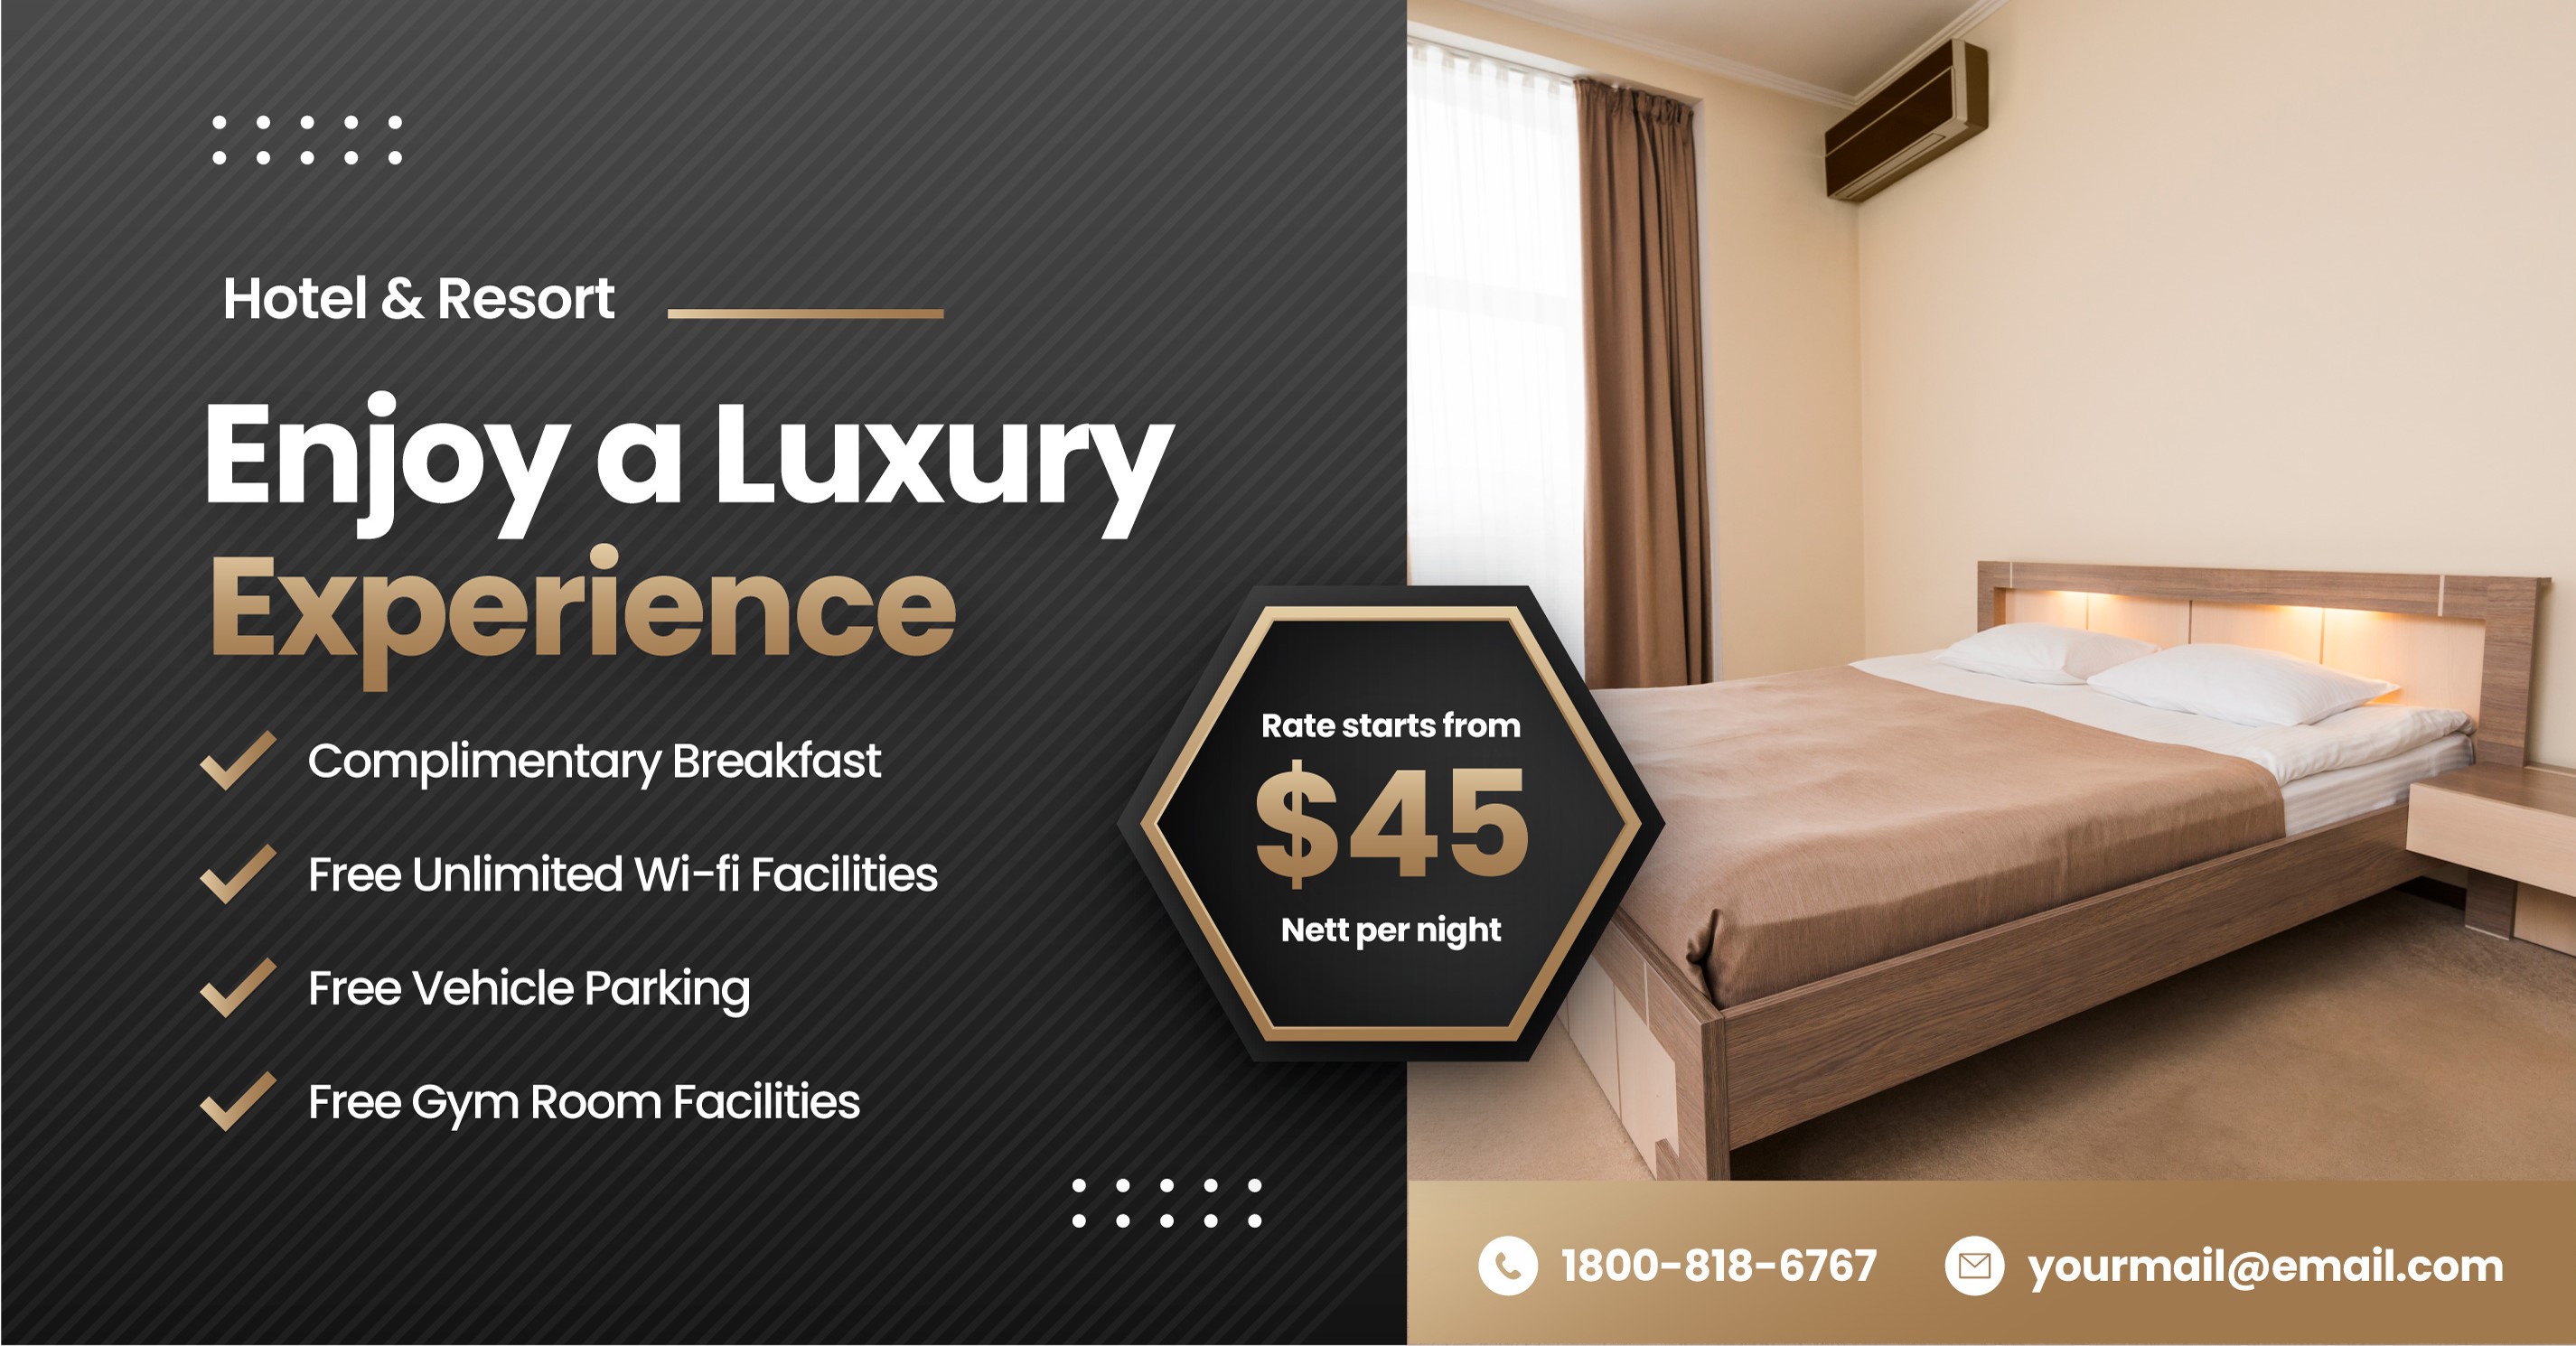 Hotel & Resort
Enjoy a Luxury
Experience
Complimentary Breakfast
Free Unlimited Wi-fi Facilities
Free Vehicle Parking
Free Gym Room Facilities
Rate starts from
$45
Nett per night
1800-818-6767
yourmail@email.com